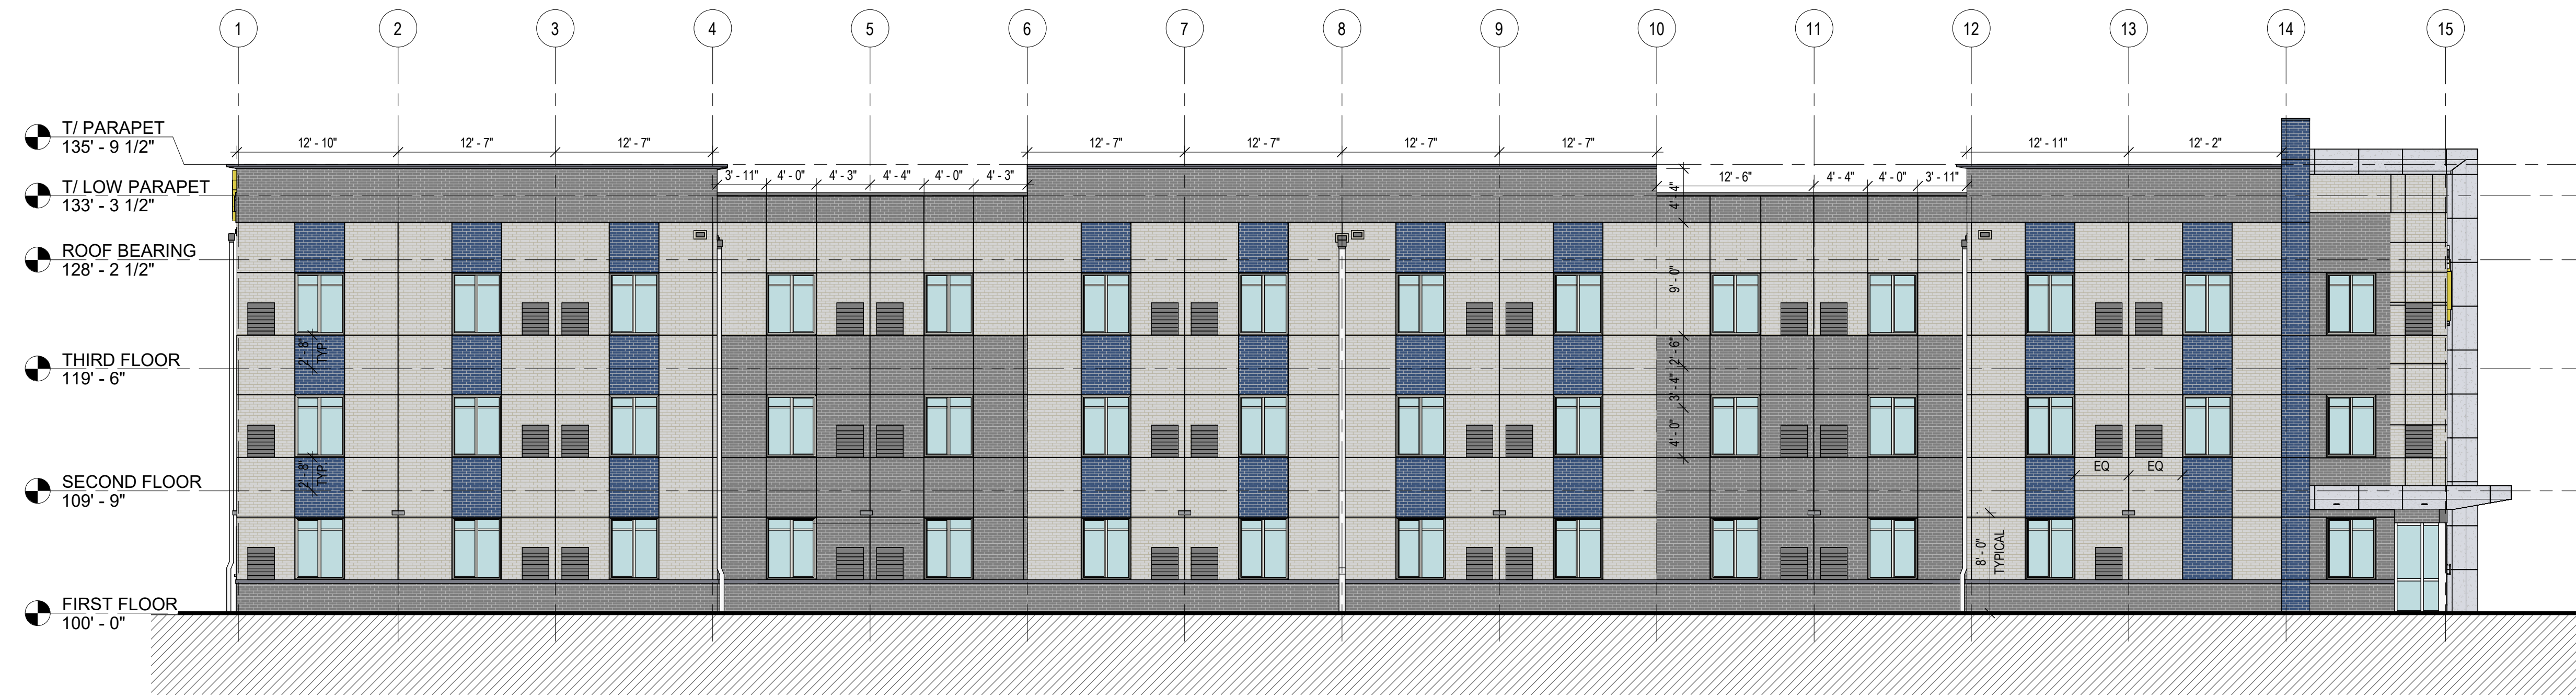 1 2 3 4 5 6 7 8 9 10 11 12 13 14 15
T/ PARAPET
135' - 9 1/2"
12' - 10" 12' - 7" 12' - 7" 12' - 7" 12' - 7" 12' - 7" 12' - 7" 12' - 11" 12' - 2"
3' - 11" 4' - 0" 4' - 3" 4' - 4" 4' - 0" 4' - 3" 12' - 6" 4' - 4" 4' - 0" 3' - 11"
T/ LOW PARAPET
133' - 3 1/2"
4' - 4"
ROOF BEARING
128' - 2 1/2"
9' - 0"
2' - 8"
TYP
2' - 6"
THIRD FLOOR
119' - 6"
3' - 4"
4' - 0"
2' - 8"
TYP.
EQ EQ
SECOND FLOOR
109' - 9"
8' - 0"
TYPICAL
FIRST FLOOR
100' - 0"